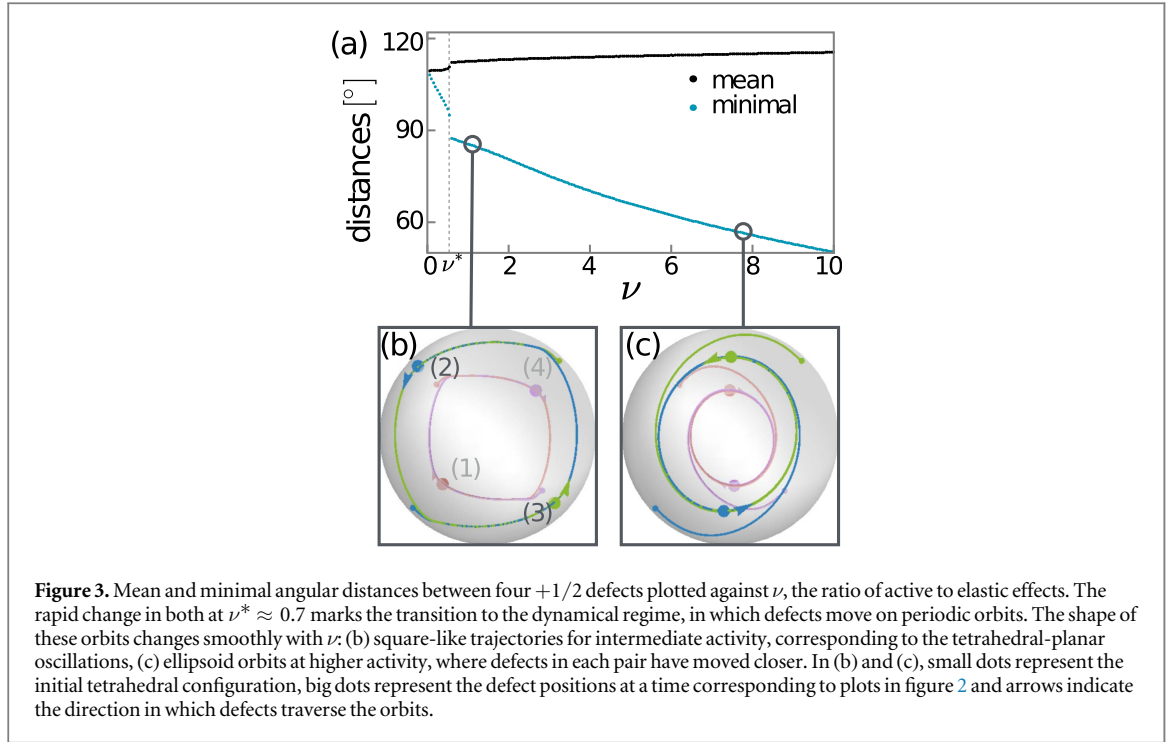 (a)
120
90
60
distances [°]
mean
minimal
0 ν* 2 4 6 8 10
ν
(b)
(2)
(4)
(1)
(3)
(c)
Figure 3. Mean and minimal angular distances between four +1/2 defects plotted against ν, the ratio of active to elastic effects. The
rapid change in both at ν* ≈ 0.7 marks the transition to the dynamical regime, in which defects move on periodic orbits. The shape of
these orbits changes smoothly with ν: (b) square-like trajectories for intermediate activity, corresponding to the tetrahedral-planar
oscillations, (c) ellipsoid orbits at higher activity, where defects in each pair have moved closer. In (b) and (c), small dots represent the
initial tetrahedral configuration, big dots represent the defect positions at a time corresponding to plots in figure 2 and arrows indicate
the direction in which defects traverse the orbits.